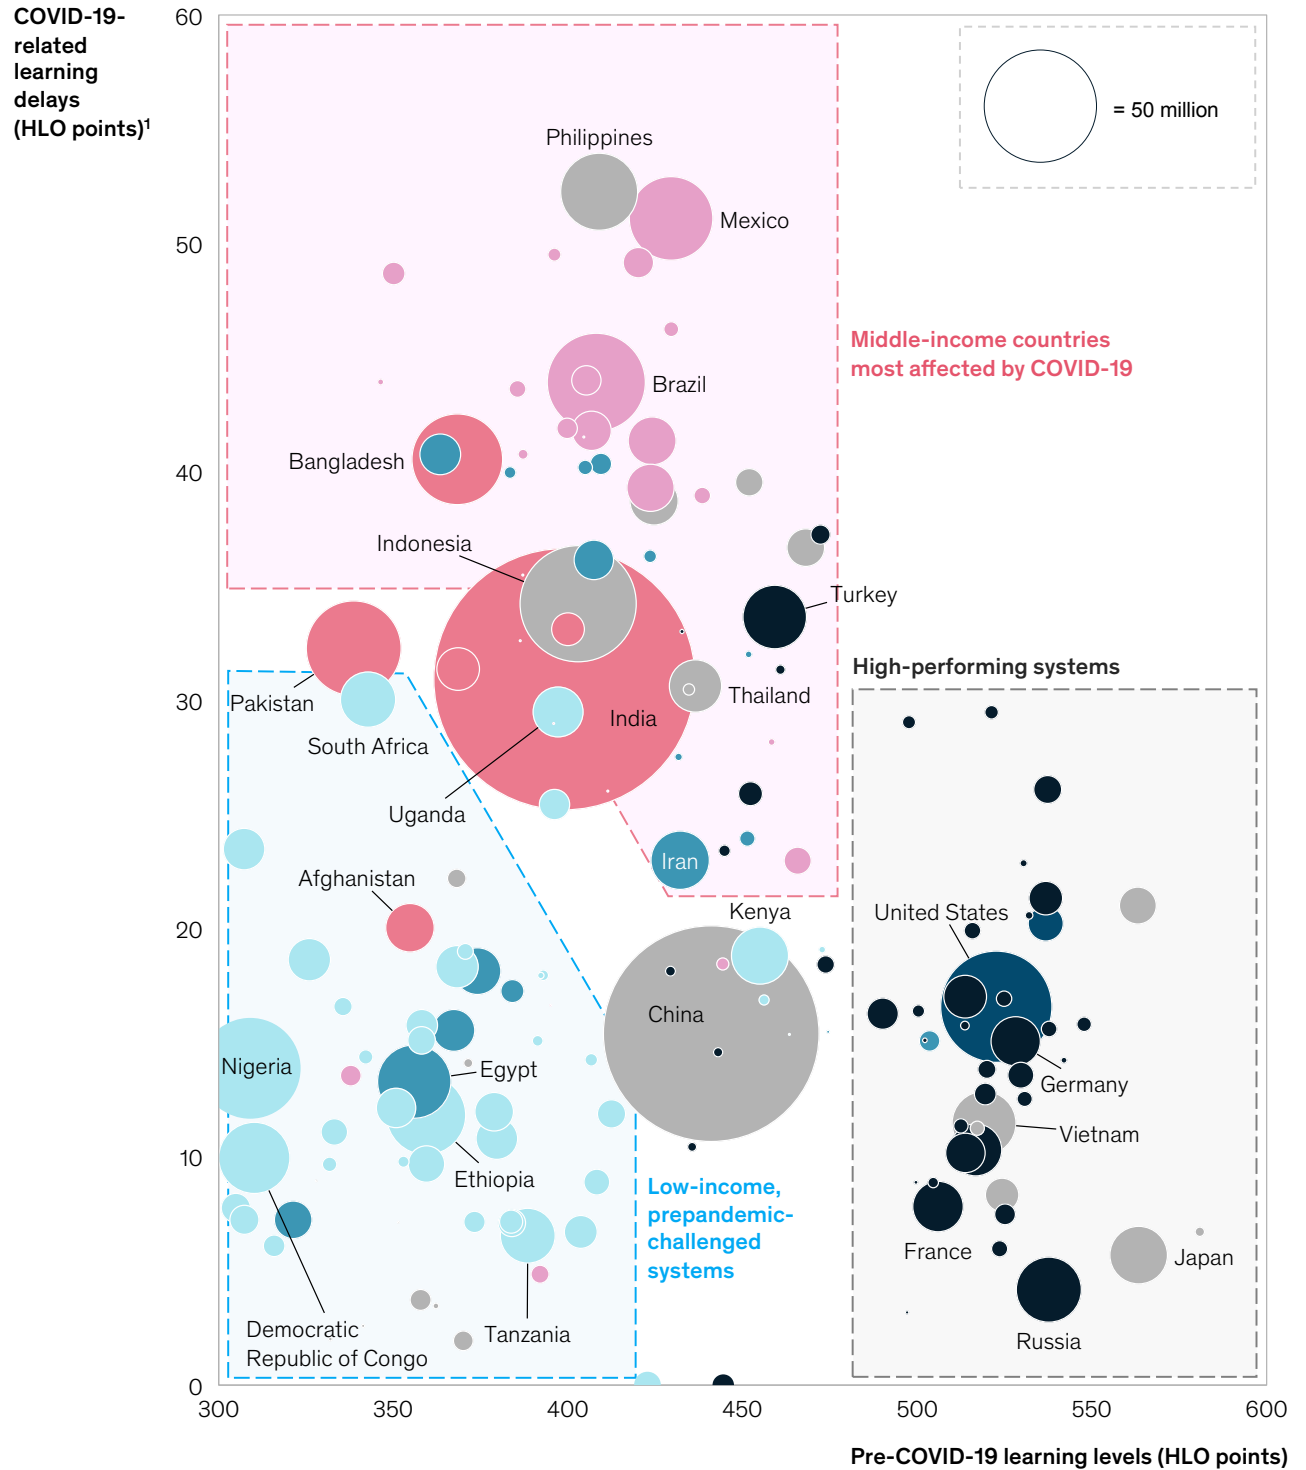 COVID-19-
related
learning
delays
(HLO points)¹
60
50
40
30
20
10
0
= 50 million
Philippines
Mexico
Middle-income countries
most affected by COVID-19
Brazil
Bangladesh
Indonesia
Turkey
High-performing systems
Pakistan
Thailand
India
South Africa
Uganda
Iran
Afghanistan
Kenya
United States
China
Nigeria
Egypt
Germany
Vietnam
Ethiopia
Low-income,
prepandemic-
challenged
systems
France
Japan
Democratic
Republic of Congo
Tanzania
Russia
300
350
400
450
500
550
600
Pre-COVID-19 learning levels (HLO points)